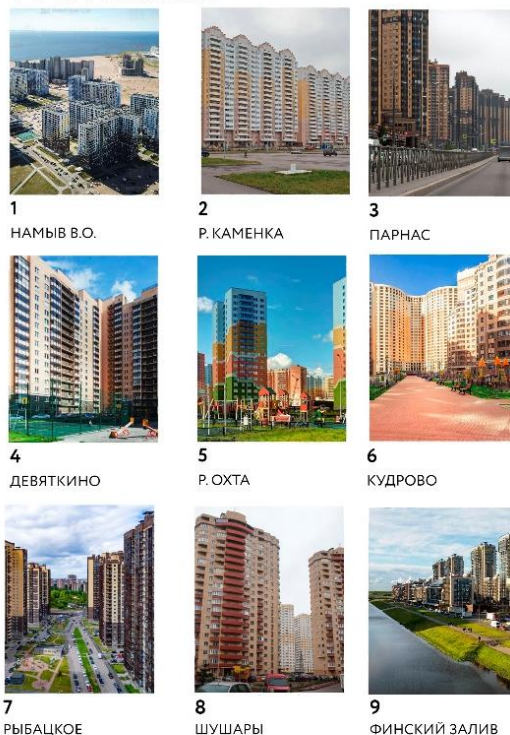 1
НАМЫВ В.О.
2
Р. КАМЕНКА
3
ПАРНАС
4
ДЕВЯТКИНО
5
Р. ОХТА
6
КУДРОВО
7
РЫБАЦКОЕ
8
ШУШАРЫ
9
ФИНСКИЙ ЗАЛИВ